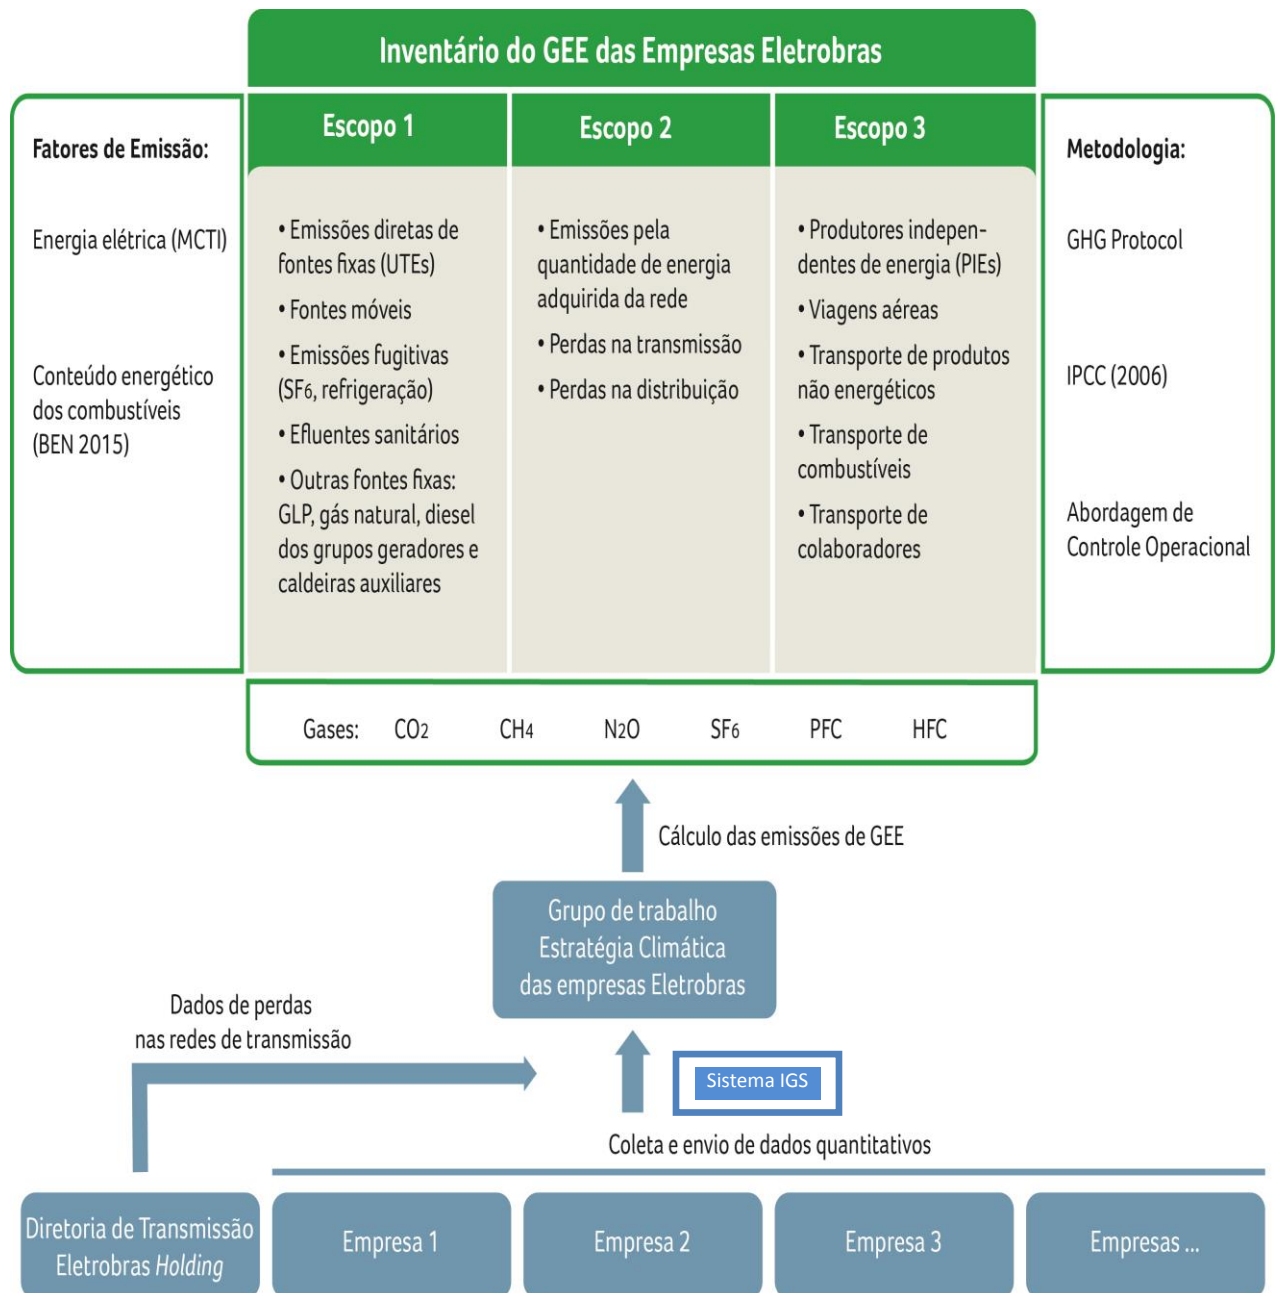 Inventário do GEE das Empresas Eletrobras
Fatores de Emissão:
Energia elétrica (MCTI)
Conteúdo energético
dos combustíveis
(BEN 2015)
Escopo 1
• Emissões diretas de
fontes fixas (UTEs)
• Fontes móveis
• Emissões fugitivas
(SF6, refrigeração)
• Efluentes sanitários
• Outras fontes fixas:
GLP, gás natural, diesel
dos grupos geradores e
caldeiras auxiliares
Escopo 2
• Emissões pela
quantidade de energia
adquirida da rede
• Perdas na transmissão
• Perdas na distribuição
Escopo 3
• Produtores indepen-
dentes de energia (PIEs)
• Viagens aéreas
• Transporte de produtos
não energéticos
• Transporte de
combustíveis
• Transporte de
colaboradores
Metodologia:
GHG Protocol
IPCC (2006)
Abordagem de
Controle Operacional
Gases: CO2 CH4 N2O SF6 PFC HFC
Cálculo das emissões de GEE
Grupo de trabalho
Estratégia Climática
das empresas Eletrobras
Dados de perdas
nas redes de transmissão
Sistema IGS
Coleta e envio de dados quantitativos
Diretoria de Transmissão
Eletrobras Holding
Empresa 1
Empresa 2
Empresa 3
Empresas ...